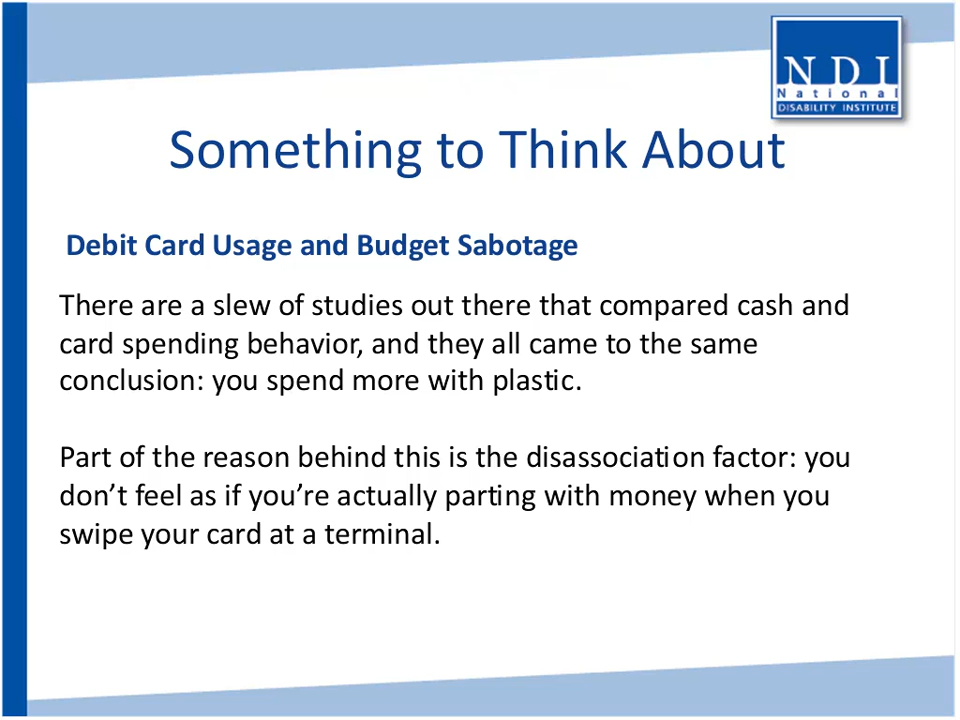 NDI
National
DISABILITY INSTITUTE
Something to Think About
Debit Card Usage and Budget Sabotage
There are a slew of studies out there that compared cash and
card spending behavior, and they all came to the same
conclusion: you spend more with plastic.
Part of the reason behind this is the disassociation factor: you
don’t feel as if you’re actually parting with money when you
swipe your card at a terminal.